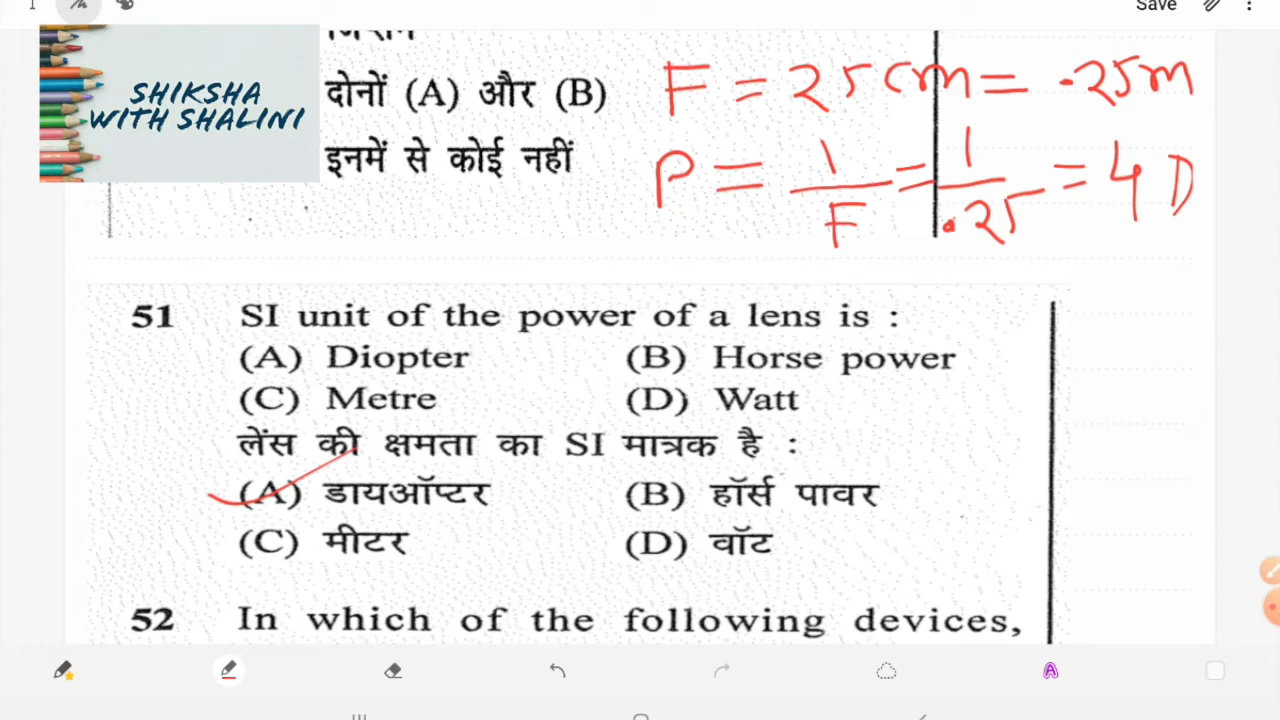 1
Save
SHIKSHA
WITH SHALINI
दोनों (A) और (B)
इनमें से कोई नहीं
F = 25 cm = .25m
P = 1/F = 1/.25 = 4 D
51 SI unit of the power of a lens is :
(A) Diopter (B) Horse power
(C) Metre (D) Watt
लेंस की क्षमता का SI मात्रक है :
(A) डायऑप्टर (B) हॉर्स पावर
(C) मीटर (D) वॉट
52 In which of the following devices,
A